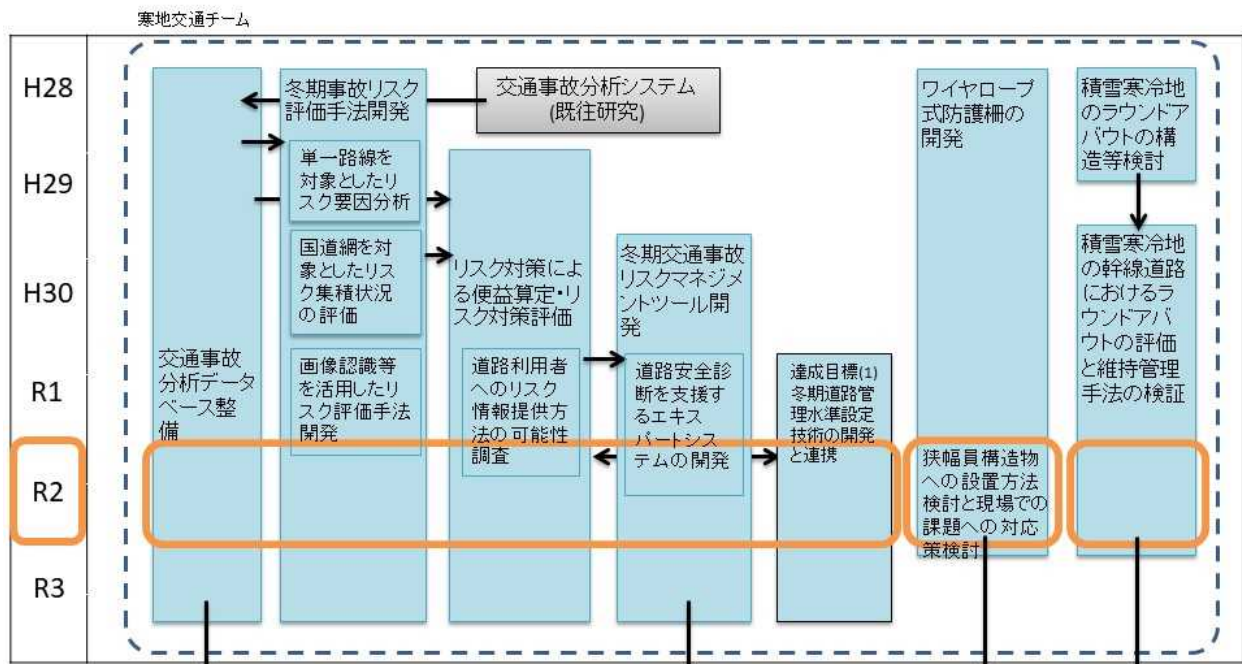 寒地交通チーム
H28
H29
H30
R1
R2
R3
交通事故
分析データ
ベース整
備
冬期事故リスク
評価手法開発
単一路線を
対象としたリ
スク要因分析
国道網を対
象としたリス
ク集積状況
の評価
画像認識等
を活用したリ
スク評価手法
開発
交通事故分析システム
(既往研究)
リスク対策によ
る便益算定・リ
スク対策評価
道路利用者
へのリスク
情報提供方
法の可能性
調査
冬期交通事故
リスクマネジメ
ントツール開
発
道路安全診
断を支援す
るエキス
パートシス
テムの開発
達成目標(1)
冬期道路管
理水準設定
技術の開発
と連携
ワイヤロープ
式防護柵の
開発
狭幅員構造物
への設置方法
検討と現場での
課題への対応
策検討
積雪寒冷地
のラウンドア
バウトの構
造等検討
積雪寒冷地
の幹線道路
におけるラウ
ンドアバウ
トの評価
と維持管理
手法の検証